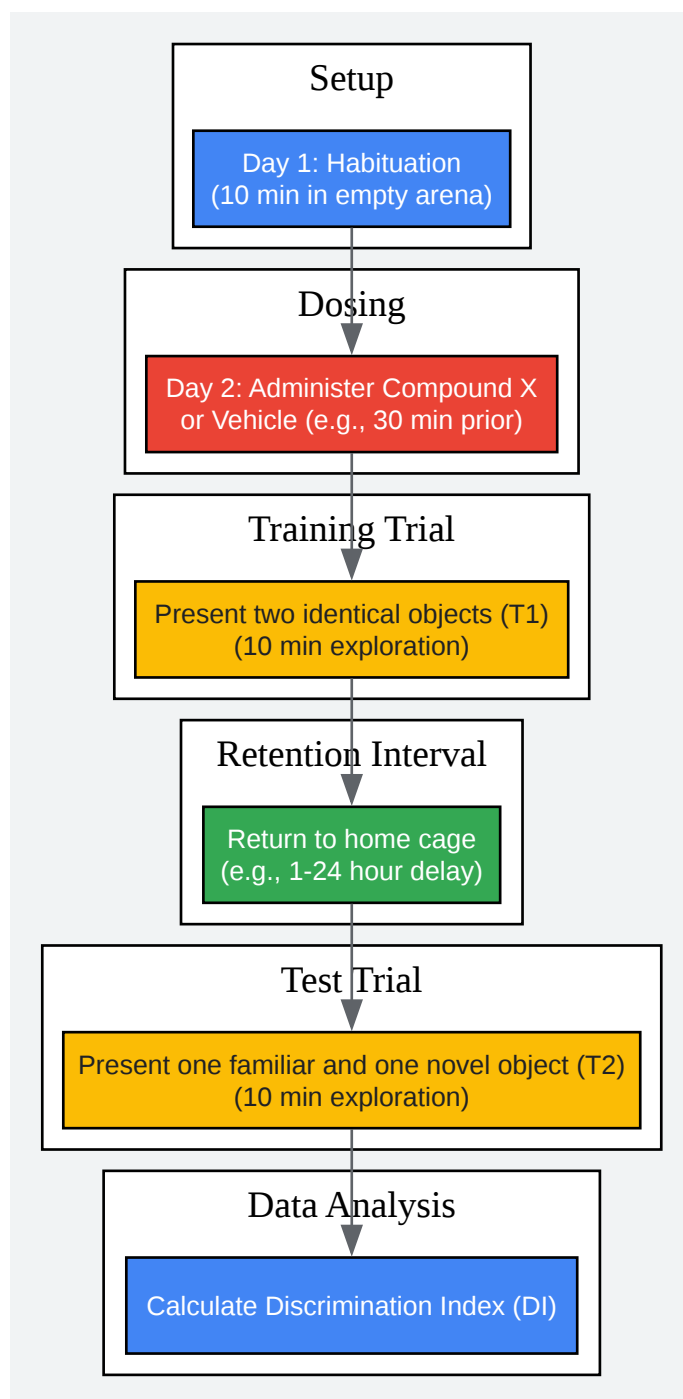 Setup
Day 1: Habituation
(10 min in empty arena)
Dosing
Day 2: Administer Compound X
or Vehicle (e.g., 30 min prior)
Training Trial
Present two identical objects (T1)
(10 min exploration)
Retention Interval
Return to home cage
(e.g., 1-24 hour delay)
Test Trial
Present one familiar and one novel object (T2)
(10 min exploration)
Data Analysis
Calculate Discrimination Index (DI)